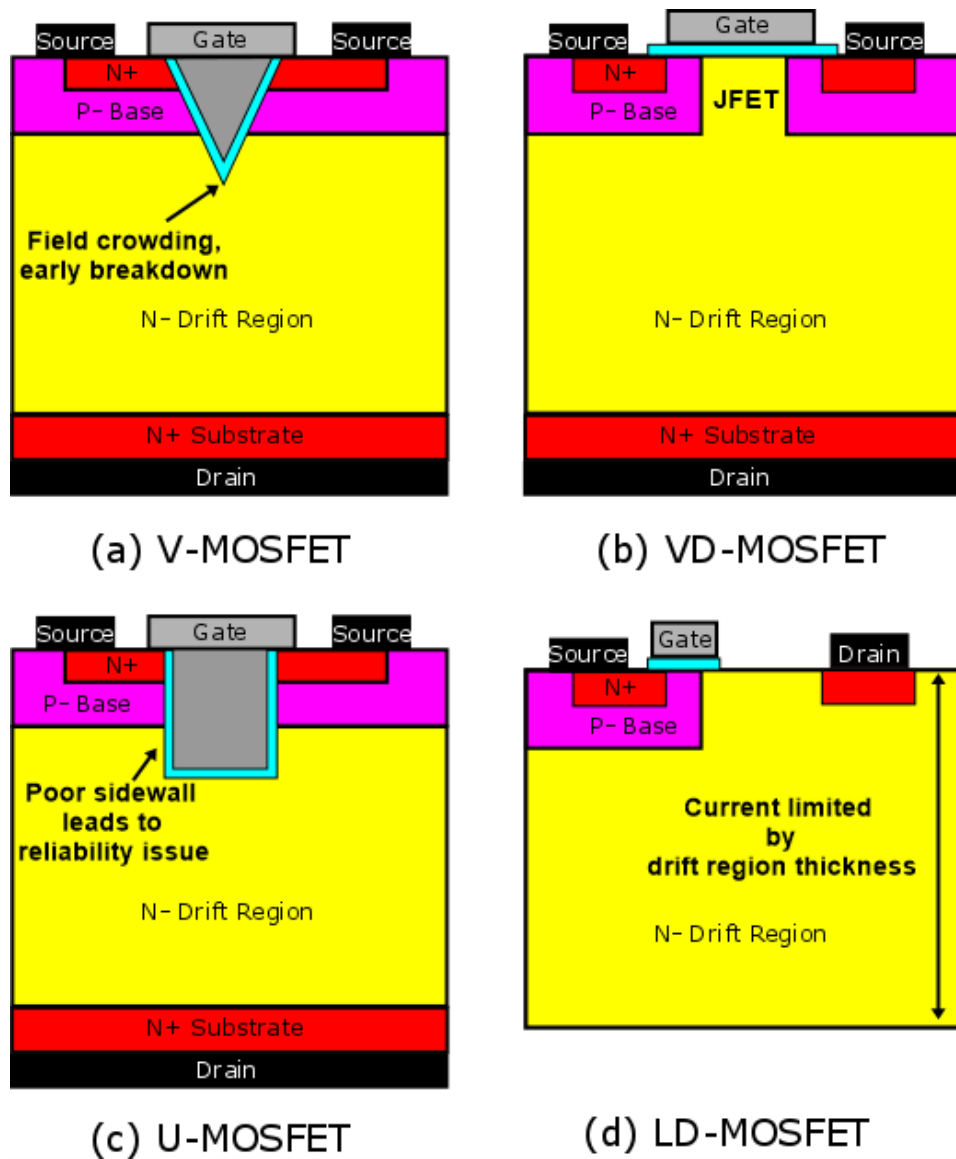 Source Gate Source
N+
P- Base
Field crowding,
early breakdown
N- Drift Region
N+ Substrate
Drain
(a) V-MOSFET
Gate
Source Source
N+
JFET
P- Base
N- Drift Region
N+ Substrate
Drain
(b) VD-MOSFET
Source Gate Source
N+
P- Base
Poor sidewall
leads to
reliability issue
N- Drift Region
N+ Substrate
Drain
(c) U-MOSFET
Gate
Source Drain
N+
P- Base
Current limited
by
drift region thickness
N- Drift Region
(d) LD-MOSFET